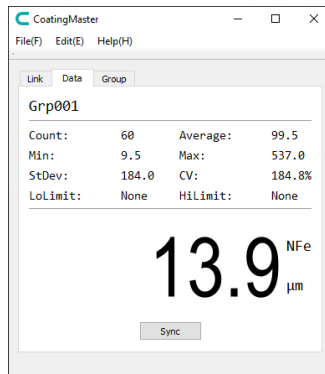 CoatingMaster
File(F) Edit(E) Help(H)
Link Data Group
Grp001
Count: 60 Average: 99.5
Min: 9.5 Max: 537.0
StDev: 184.0 CV: 184.8%
LoLimit: None HiLimit: None
13.9 NFe
µm
Sync